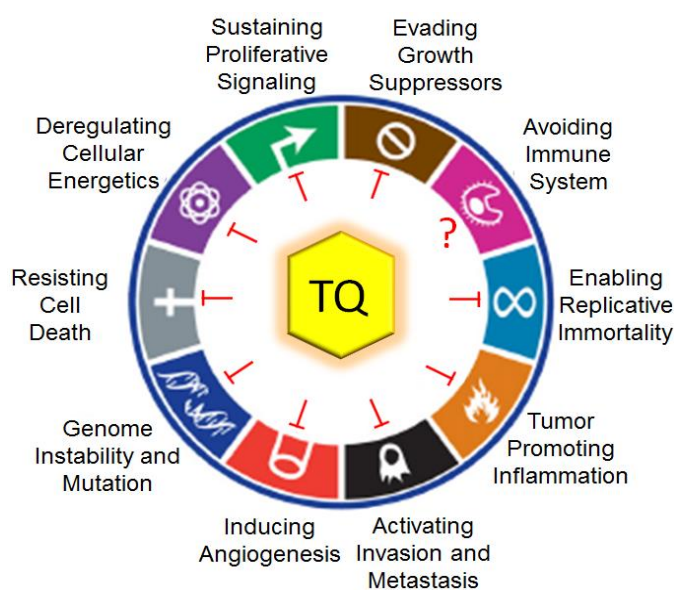 Sustaining
Proliferative
Signaling
Evading
Growth
Suppressors
Deregulating
Cellular
Energetics
Avoiding
Immune
System
?
TQ
Resisting
Cell
Death
Enabling
Replicative
Immortality
Genome
Instability and
Mutation
Tumor
Promoting
Inflammation
Inducing
Angiogenesis
Activating
Invasion and
Metastasis